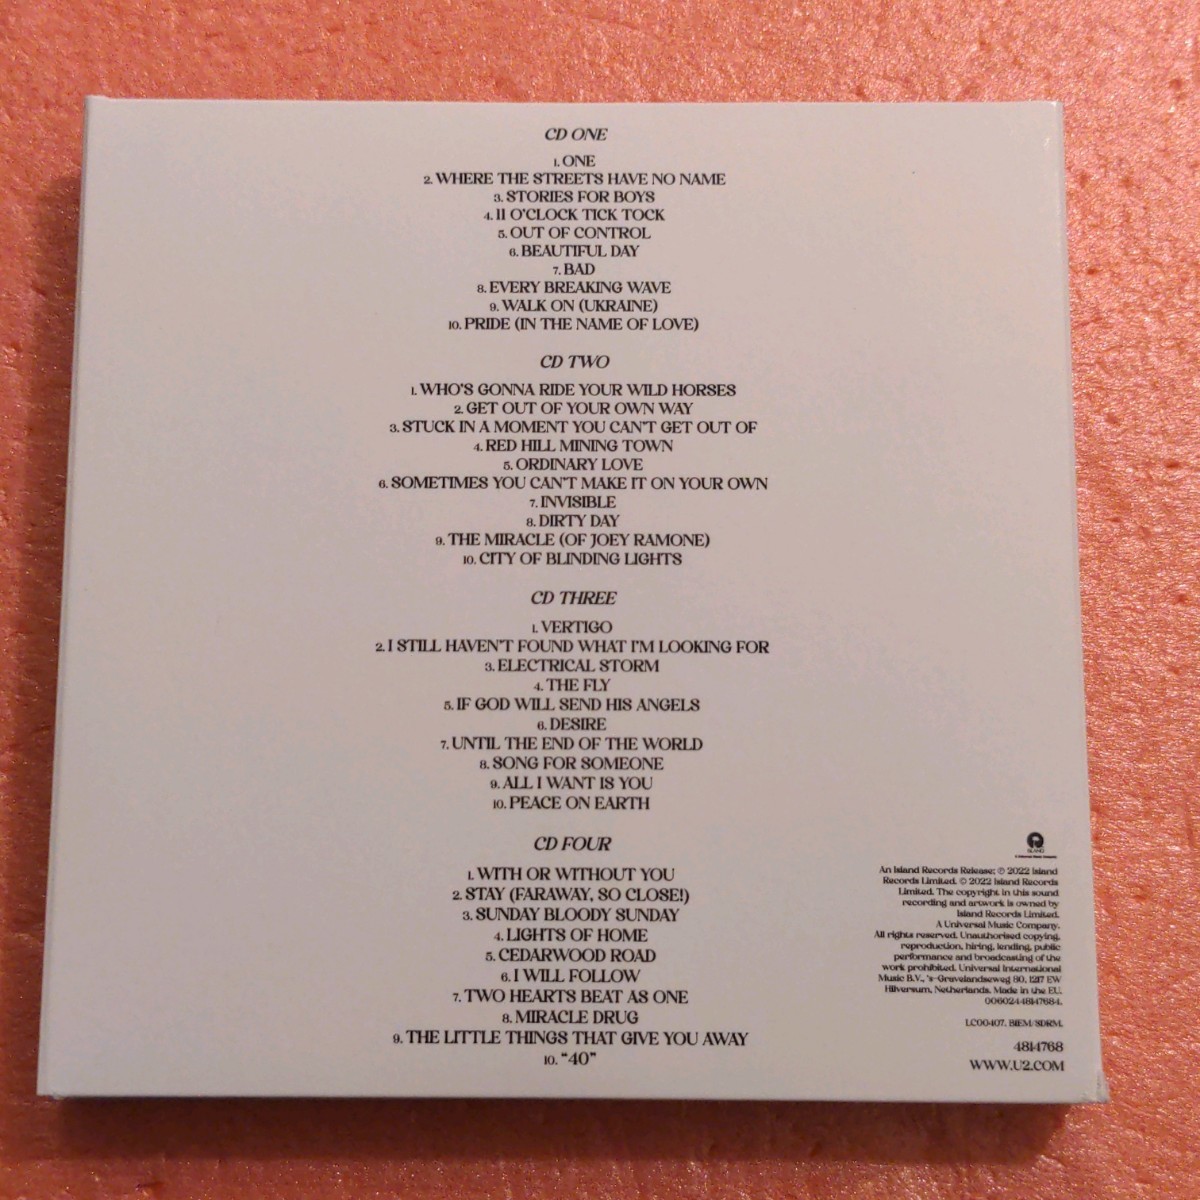 CD ONE
1. ONE
2. WHERE THE STREETS HAVE NO NAME
3. STORIES FOR BOYS
4. 11 O'CLOCK TICK TOCK
5. OUT OF CONTROL
6. BEAUTIFUL DAY
7. BAD
8. EVERY BREAKING WAVE
9. WALK ON (UKRAINE)
10. PRIDE (IN THE NAME OF LOVE)
CD TWO
1. WHO'S GONNA RIDE YOUR WILD HORSES
2. GET OUT OF YOUR OWN WAY
3. STUCK IN A MOMENT YOU CAN'T GET OUT OF
4. RED HILL MINING TOWN
5. ORDINARY LOVE
6. SOMETIMES YOU CAN'T MAKE IT ON YOUR OWN
7. INVISIBLE
8. DIRTY DAY
9. THE MIRACLE (OF JOEY RAMONE)
10. CITY OF BLINDING LIGHTS
CD THREE
1. VERTIGO
2. I STILL HAVEN'T FOUND WHAT I'M LOOKING FOR
3. ELECTRICAL STORM
4. THE FLY
5. IF GOD WILL SEND HIS ANGELS
6. DESIRE
7. UNTIL THE END OF THE WORLD
8. SONG FOR SOMEONE
9. ALL I WANT IS YOU
10. PEACE ON EARTH
CD FOUR
1. WITH OR WITHOUT YOU
2. STAY (FARAWAY, SO CLOSE!)
3. SUNDAY BLOODY SUNDAY
4. LIGHTS OF HOME
5. CEDARWOOD ROAD
6. I WILL FOLLOW
7. TWO HEARTS BEAT AS ONE
8. MIRACLE DRUG
9. THE LITTLE THINGS THAT GIVE YOU AWAY
10. "40"
ISLAND
A Universal Music Company
An Island Records Release; ℗ 2022 Island
Records Limited. © 2022 Island Records
Limited. The copyright in this sound
recording and artwork is owned by
Island Records Limited.
A Universal Music Company.
All rights reserved. Unauthorised copying,
reproduction, hiring, lending, public
performance and broadcasting of the
work prohibited. Universal International
Music B.V., 's-Gravelandseweg 80, 1217 EW
Hilversum, Netherlands. Made in the EU.
00602448147684.
LC00407. BIEM/SDRM.
4814768
WWW.U2.COM